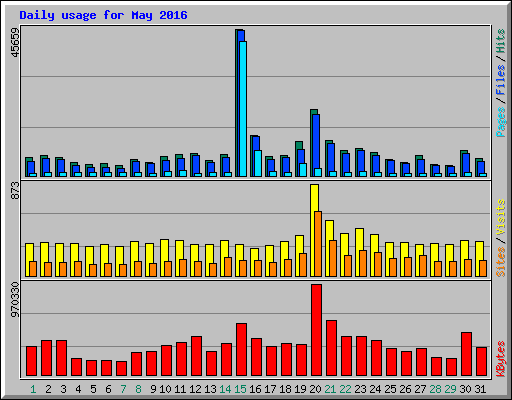 Daily usage for May 2016
45659
Pages / Files / Hits
873
Sites / Visits
970330
KBytes
1 2 3 4 5 6 7 8 9 10 11 12 13 14 15 16 17 18 19 20 21 22 23 24 25 26 27 28 29 30 31